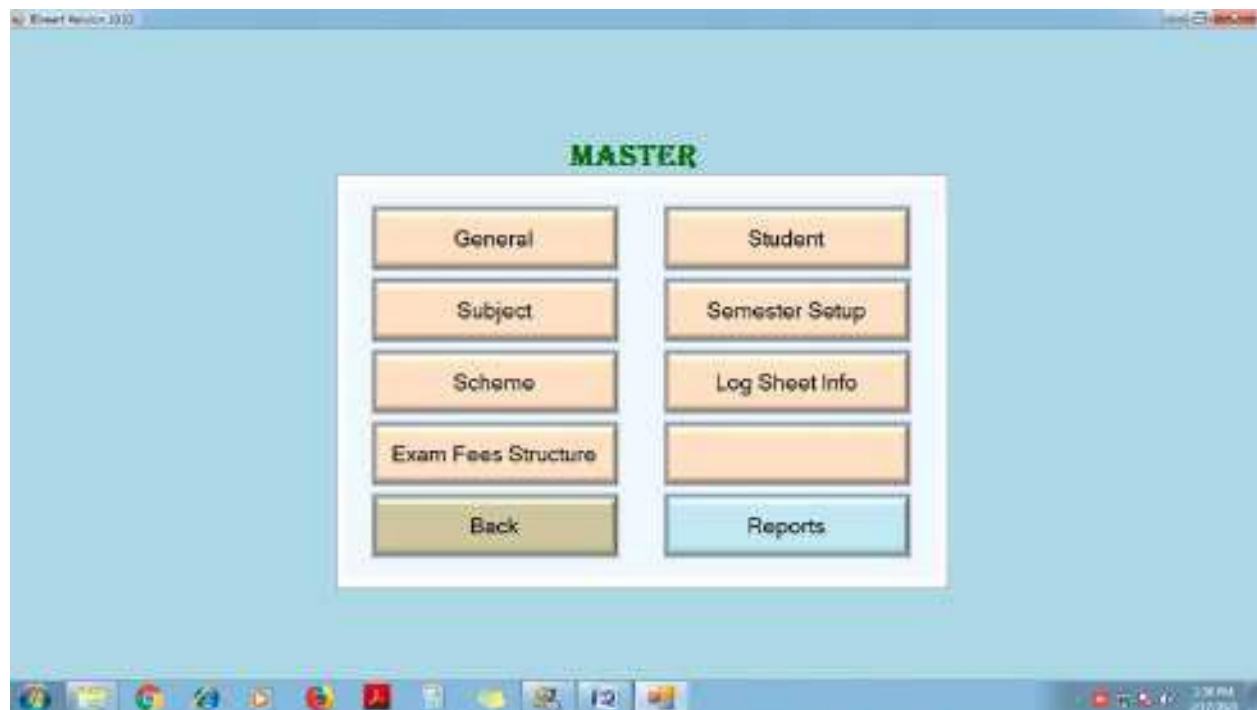 MASTER
General
Student
Subject
Semester Setup
Scheme
Log Sheet Info
Exam Fees Structure
Back
Reports